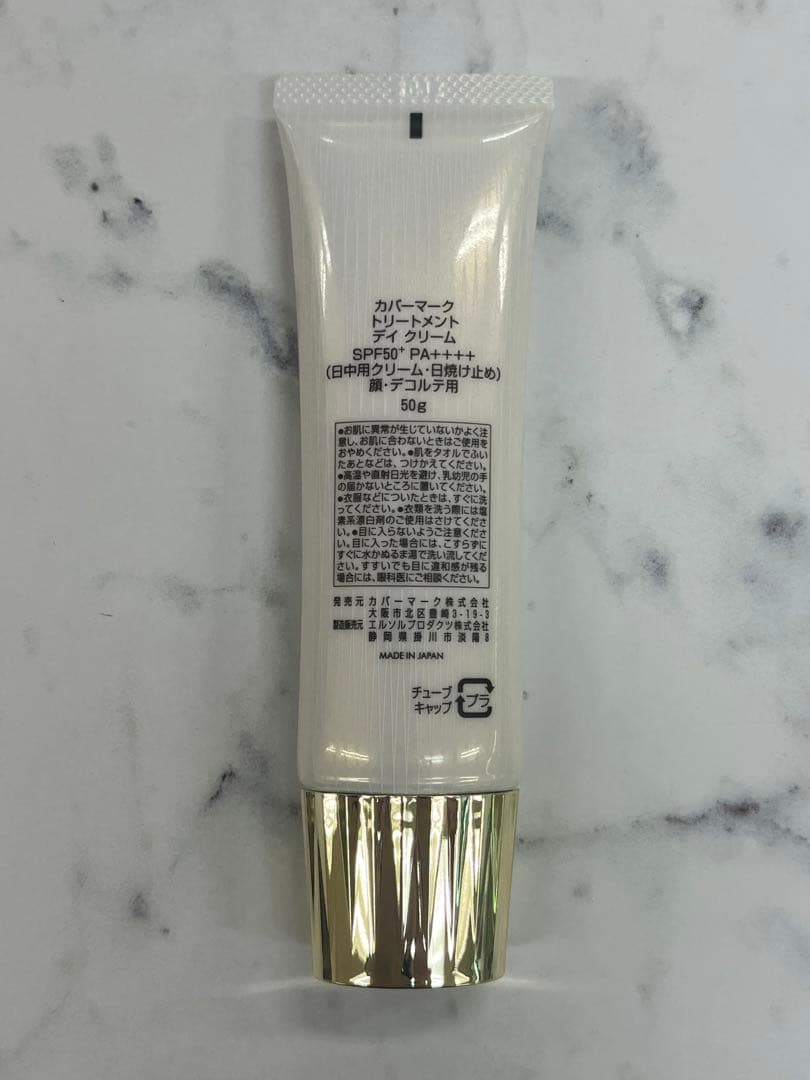 カバーマーク
トリートメント
デイ クリーム
SPF50+ PA++++
(日中用クリーム・日焼け止め)
顔・デコルテ用
50g
●お肌に異常が生じていないかよく注
意し、お肌に合わないときはご使用を
おやめください。●肌をタオルでふい
たあとなどは、つけかえてください。
●高温や直射日光を避け、乳幼児の手
の届かないところに置いてください。
●衣服などについたときは、すぐに洗
ってください。●衣類を洗う際には塩
素系漂白剤のご使用はさけてくださ
い。●目に入らないようご注意くださ
い。目に入った場合には、こすらずに
すぐに水かぬるま湯で洗い流してくだ
さい。すすいでも目に違和感が残る
場合には、眼科医にご相談ください。
発売元 カバーマーク株式会社
大阪市北区豊崎3-19-3
製造販売元 エルソルプロダクツ株式会社
静岡県掛川市淡陽8
MADE IN JAPAN
チューブ
キャップ
プラ